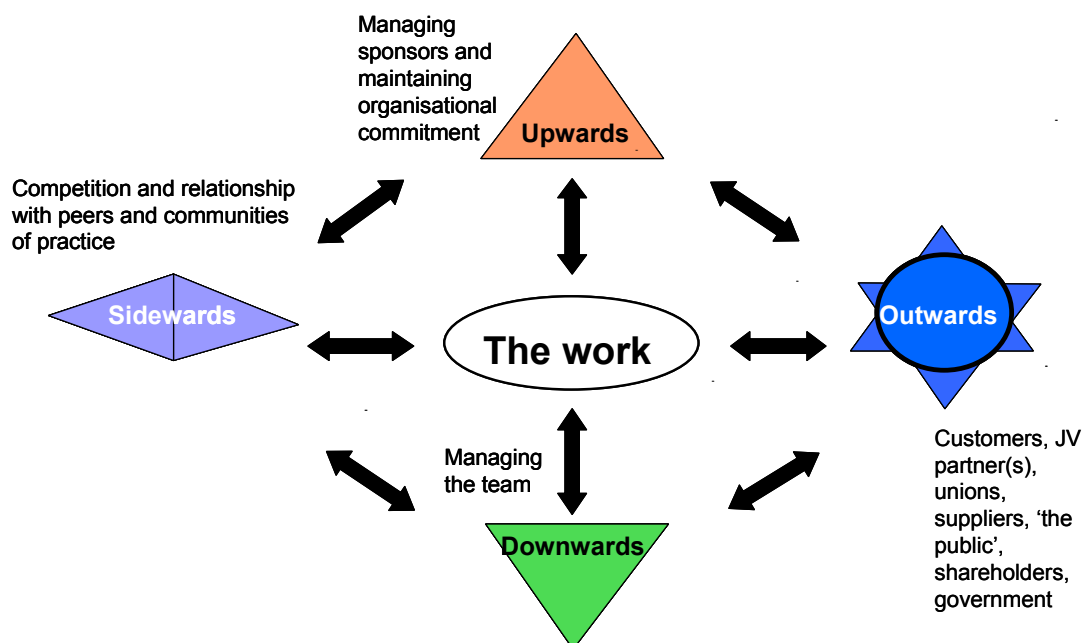 Managing
sponsors and
maintaining
organisational
commitment
Upwards
Competition and relationship
with peers and communities
of practice
Sidewards
The work
Outwards
Managing
the team
Downwards
Customers, JV
partner(s),
unions,
suppliers, ‘the
public’,
shareholders,
government